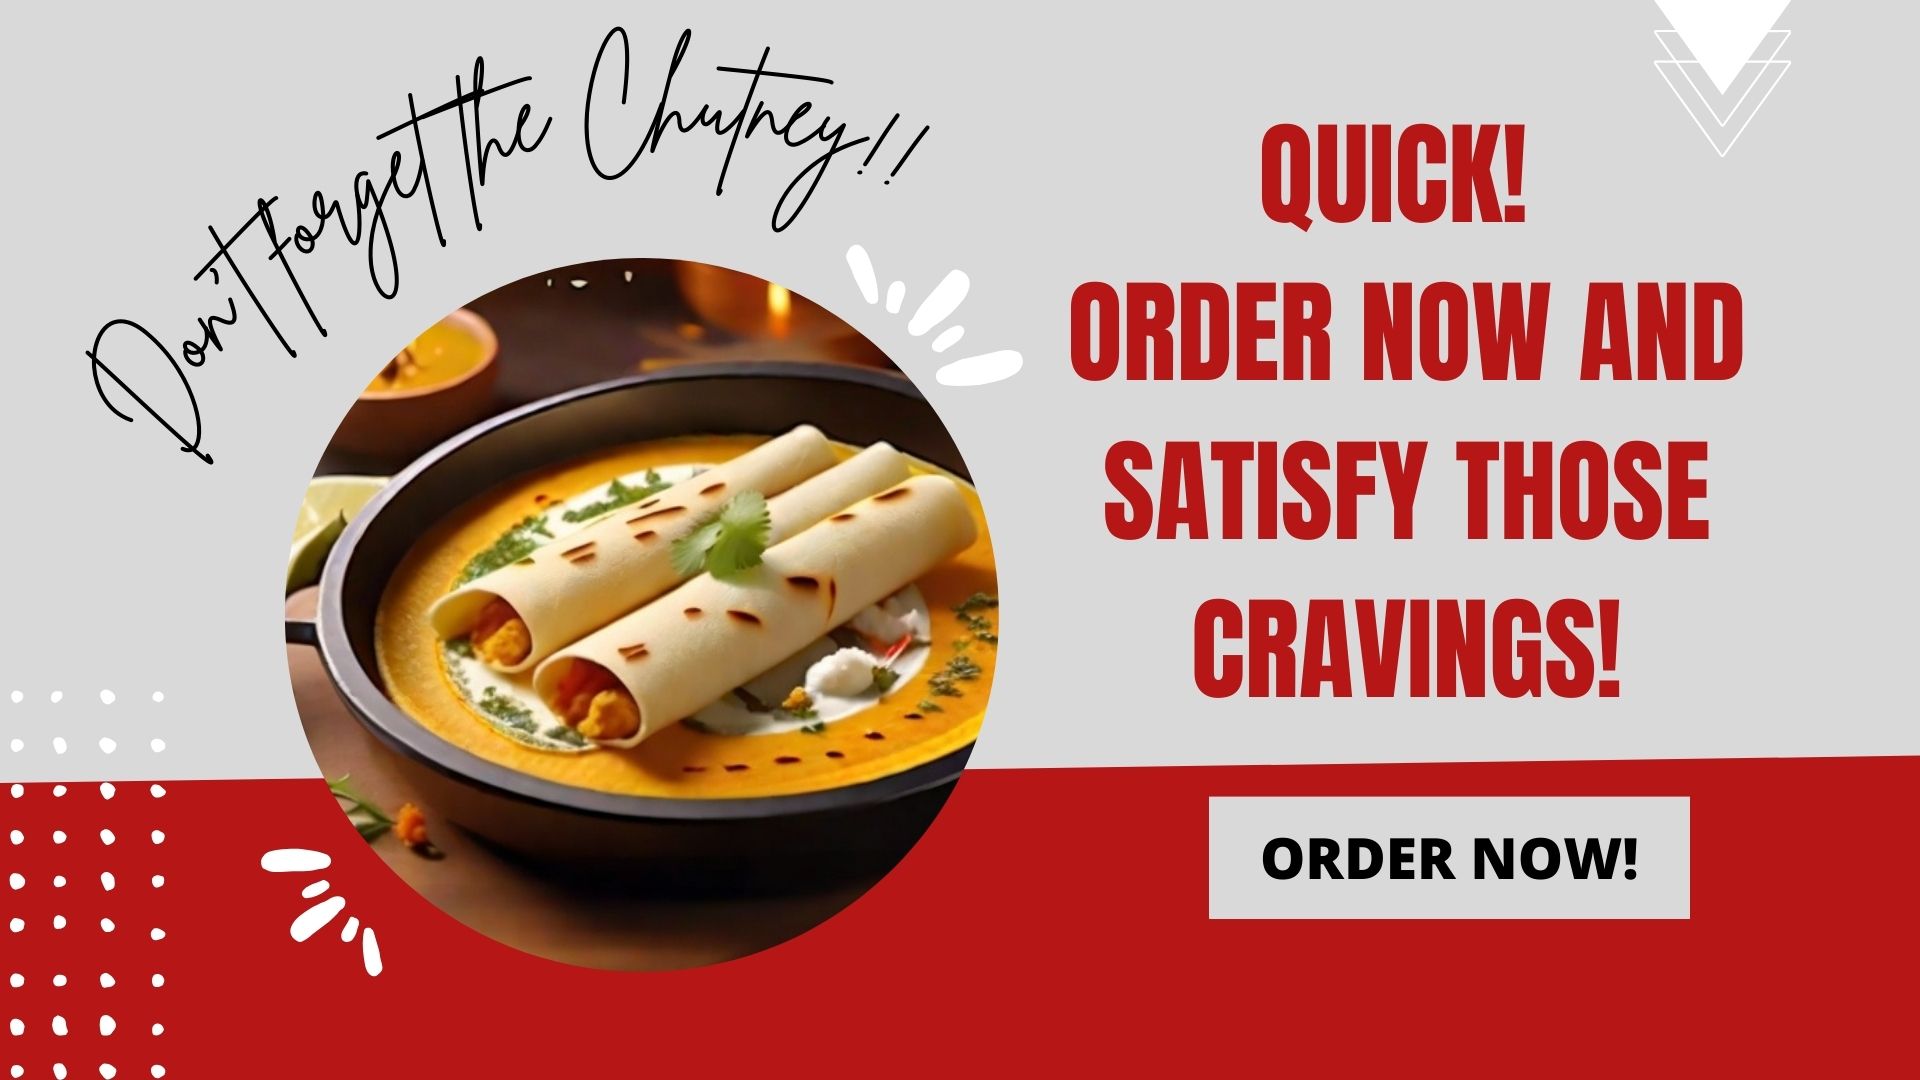 Don't forget the Chutney!!
QUICK!
ORDER NOW AND
SATISFY THOSE
CRAVINGS!
ORDER NOW!